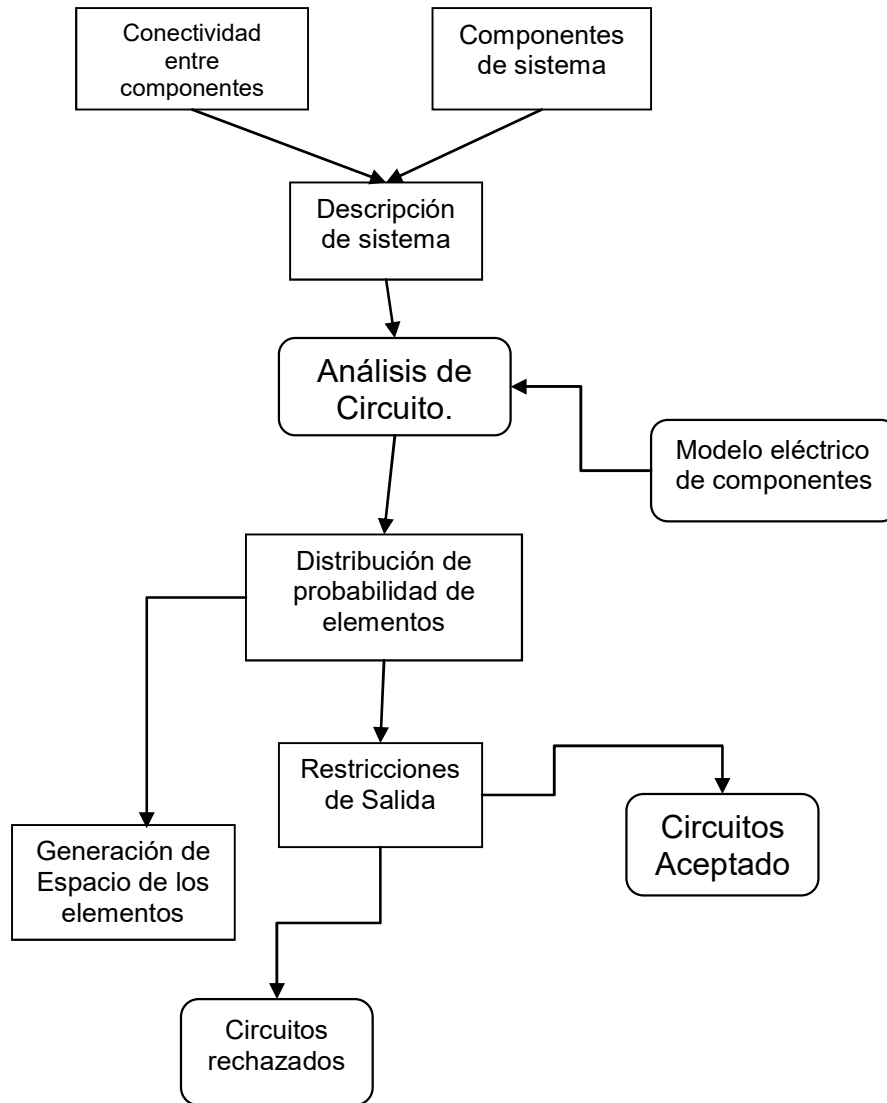 Conectividad
entre
componentes
Componentes
de sistema
Descripción
de sistema
Análisis de
Circuito.
Modelo eléctrico
de componentes
Distribución de
probabilidad de
elementos
Restricciones
de Salida
Circuitos
Aceptado
Generación de
Espacio de los
elementos
Circuitos
rechazados